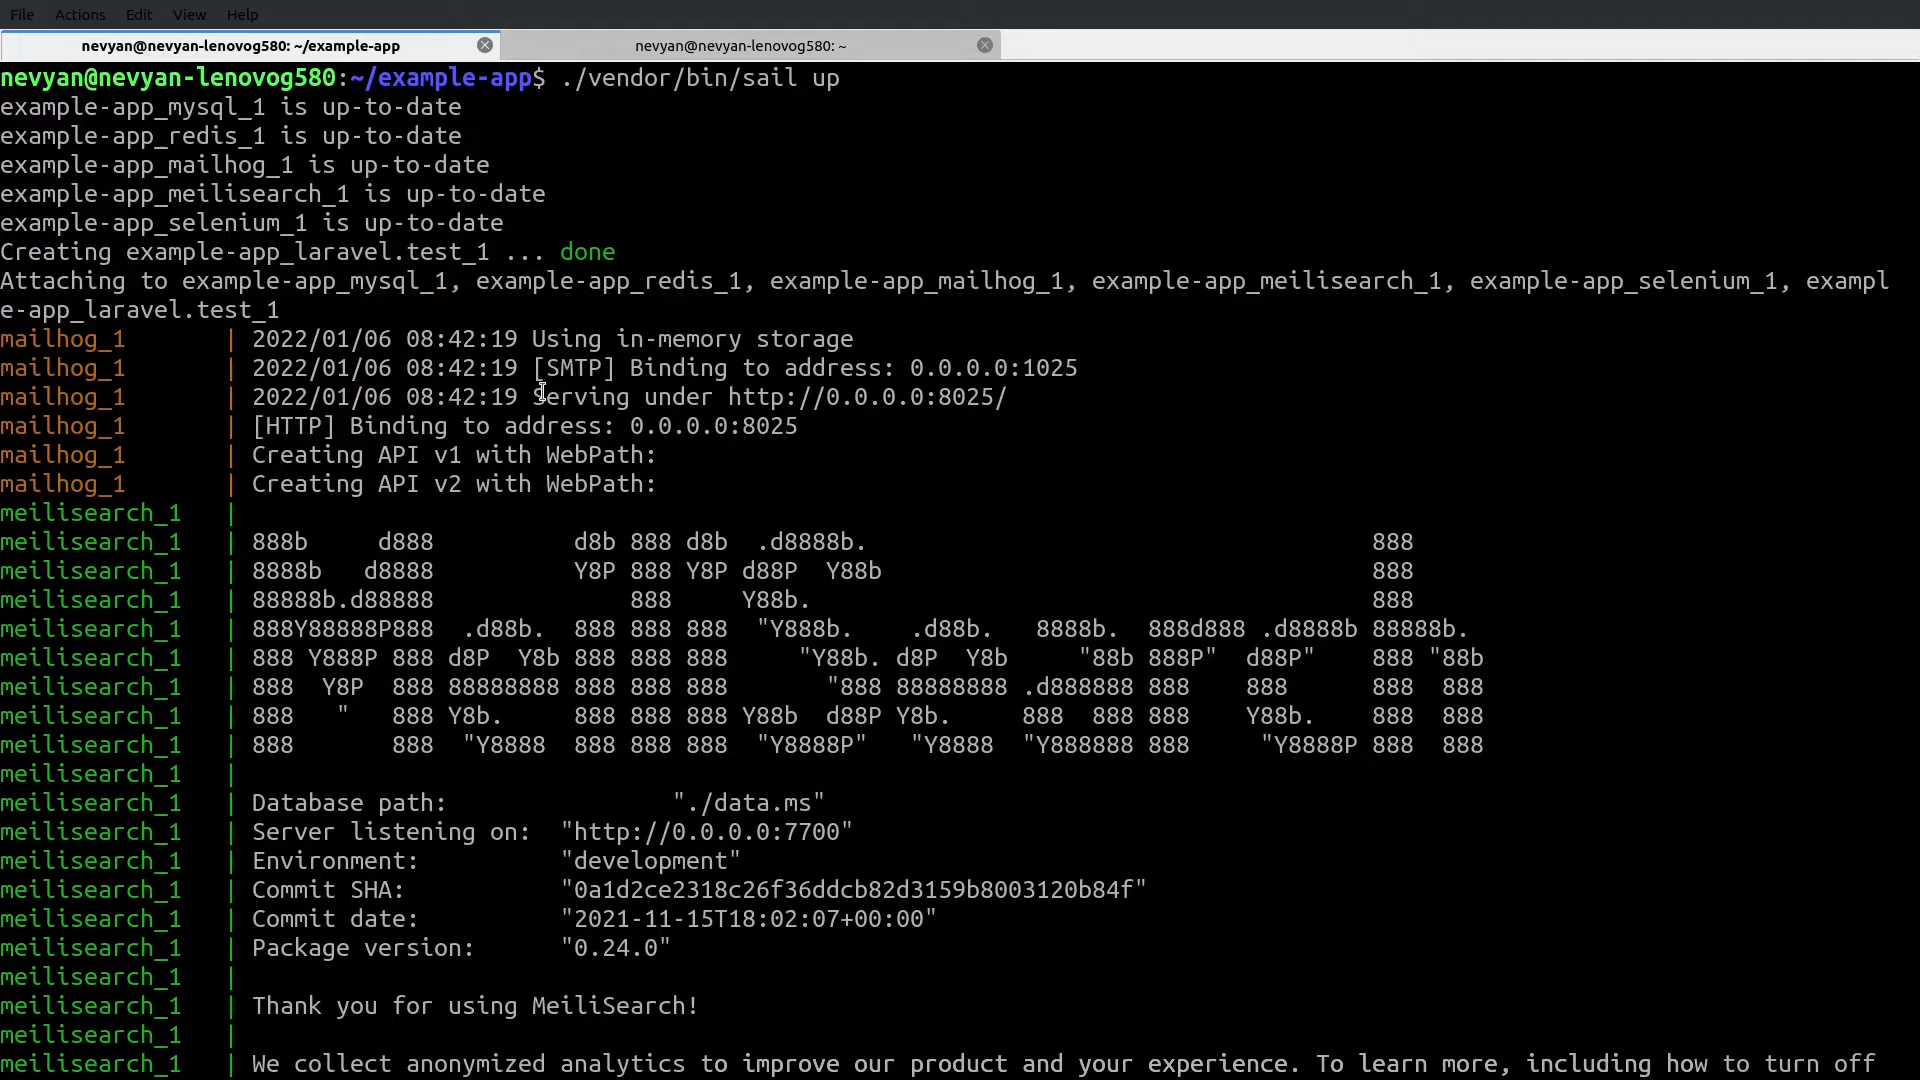 File Actions Edit View Help
nevyan@nevyan-lenovog580: ~/example-app nevyan@nevyan-lenovog580: ~
nevyan@nevyan-lenovog580:~/example-app$ ./vendor/bin/sail up
example-app_mysql_1 is up-to-date
example-app_redis_1 is up-to-date
example-app_mailhog_1 is up-to-date
example-app_meilisearch_1 is up-to-date
example-app_selenium_1 is up-to-date
Creating example-app_laravel.test_1 ... done
Attaching to example-app_mysql_1, example-app_redis_1, example-app_mailhog_1, example-app_meilisearch_1, example-app_selenium_1, exampl
e-app_laravel.test_1
mailhog_1       | 2022/01/06 08:42:19 Using in-memory storage
mailhog_1       | 2022/01/06 08:42:19 [SMTP] Binding to address: 0.0.0.0:1025
mailhog_1       | 2022/01/06 08:42:19 Serving under http://0.0.0.0:8025/
mailhog_1       | [HTTP] Binding to address: 0.0.0.0:8025
mailhog_1       | Creating API v1 with WebPath:
mailhog_1       | Creating API v2 with WebPath:
meilisearch_1   |
meilisearch_1   | 888b     d888          d8b 888 d8b  .d8888b.                                    888
meilisearch_1   | 8888b   d8888          Y8P 888 Y8P d88P  Y88b                                   888
meilisearch_1   | 88888b.d88888              888     Y88b.                                        888
meilisearch_1   | 888Y88888P888  .d88b.  888 888 888  "Y888b.    .d88b.   8888b.  888d888 .d8888b 88888b.
meilisearch_1   | 888 Y888P 888 d8P  Y8b 888 888 888     "Y88b. d8P  Y8b     "88b 888P"  d88P"    888 "88b
meilisearch_1   | 888  Y8P  888 88888888 888 888 888       "888 88888888 .d888888 888    888      888  888
meilisearch_1   | 888   "   888 Y8b.     888 888 888 Y88b  d88P Y8b.     888  888 888    Y88b.    888  888
meilisearch_1   | 888       888  "Y8888  888 888 888  "Y8888P"   "Y8888  "Y888888 888     "Y8888P 888  888
meilisearch_1   |
meilisearch_1   | Database path:                "./data.ms"
meilisearch_1   | Server listening on:  "http://0.0.0.0:7700"
meilisearch_1   | Environment:          "development"
meilisearch_1   | Commit SHA:           "0a1d2ce2318c26f36ddcb82d3159b8003120b84f"
meilisearch_1   | Commit date:          "2021-11-15T18:02:07+00:00"
meilisearch_1   | Package version:      "0.24.0"
meilisearch_1   |
meilisearch_1   | Thank you for using MeiliSearch!
meilisearch_1   |
meilisearch_1   | We collect anonymized analytics to improve our product and your experience. To learn more, including how to turn off